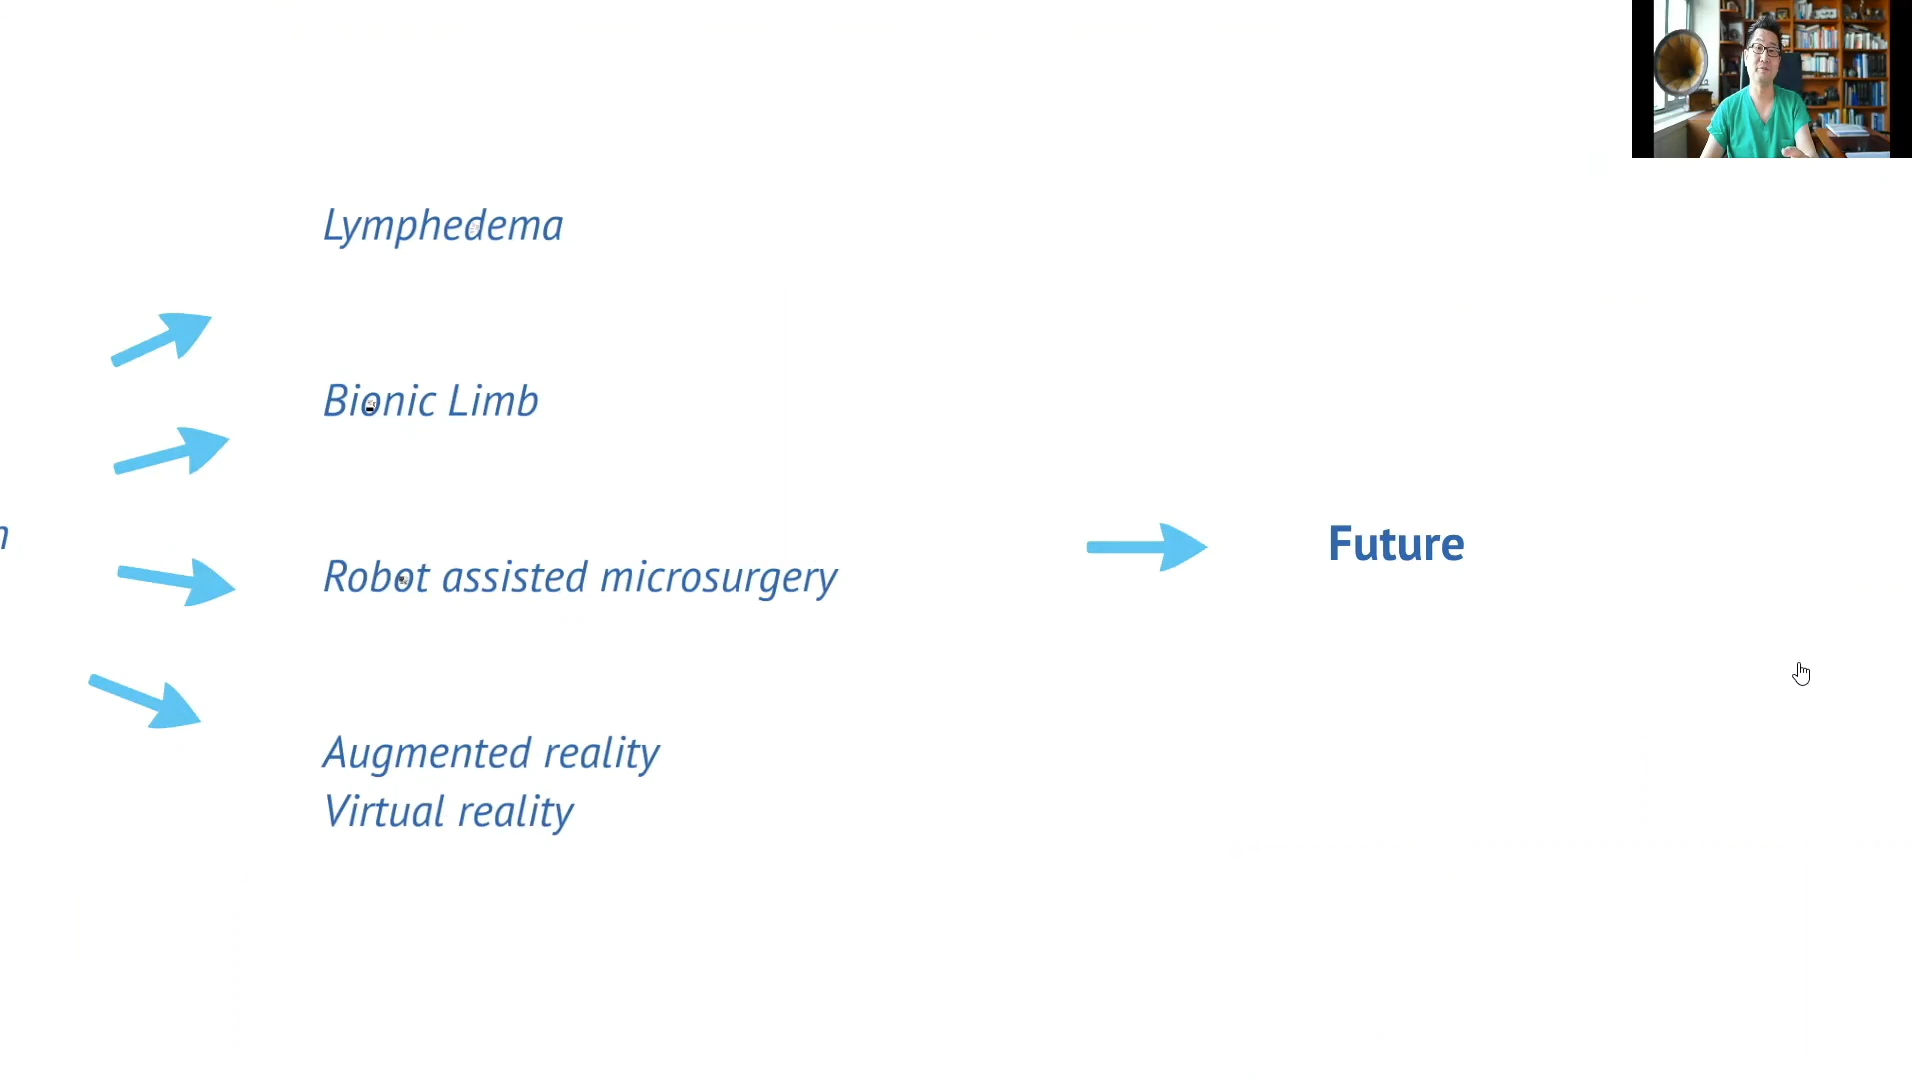 Lymphedema
Bionic Limb
n
Robot assisted microsurgery
Future
Augmented reality
Virtual reality